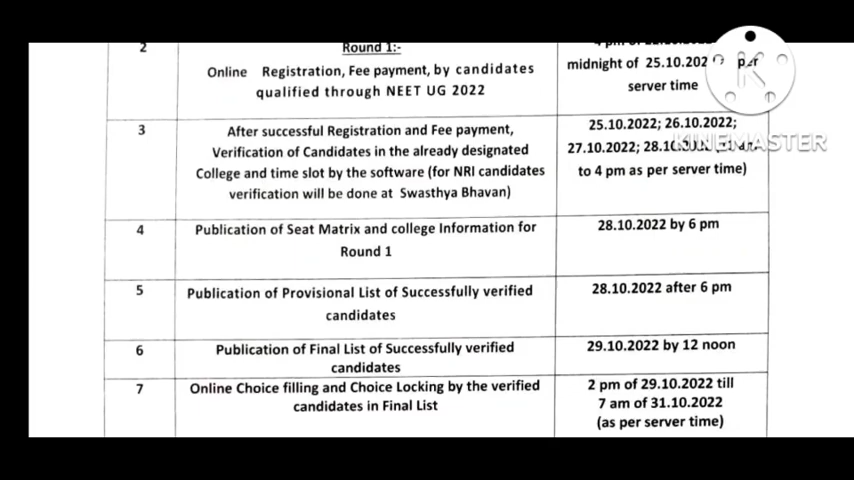 2
Round 1:-
Online Registration, Fee payment, by candidates
qualified through NEET UG 2022
midnight of 25.10.202
server time
3
After successful Registration and Fee payment,
Verification of Candidates in the already designated
College and time slot by the software (for NRI candidates
verification will be done at Swasthya Bhavan)
25.10.2022; 26.10.2022;
27.10.2022; 28.10
to 4 pm as per server time)
4
Publication of Seat Matrix and college Information for
Round 1
28.10.2022 by 6 pm
5
Publication of Provisional List of Successfully verified
candidates
28.10.2022 after 6 pm
6
Publication of Final List of Successfully verified
candidates
29.10.2022 by 12 noon
7
Online Choice filling and Choice Locking by the verified
candidates in Final List
2 pm of 29.10.2022 till
7 am of 31.10.2022
(as per server time)
K
KINEMASTER